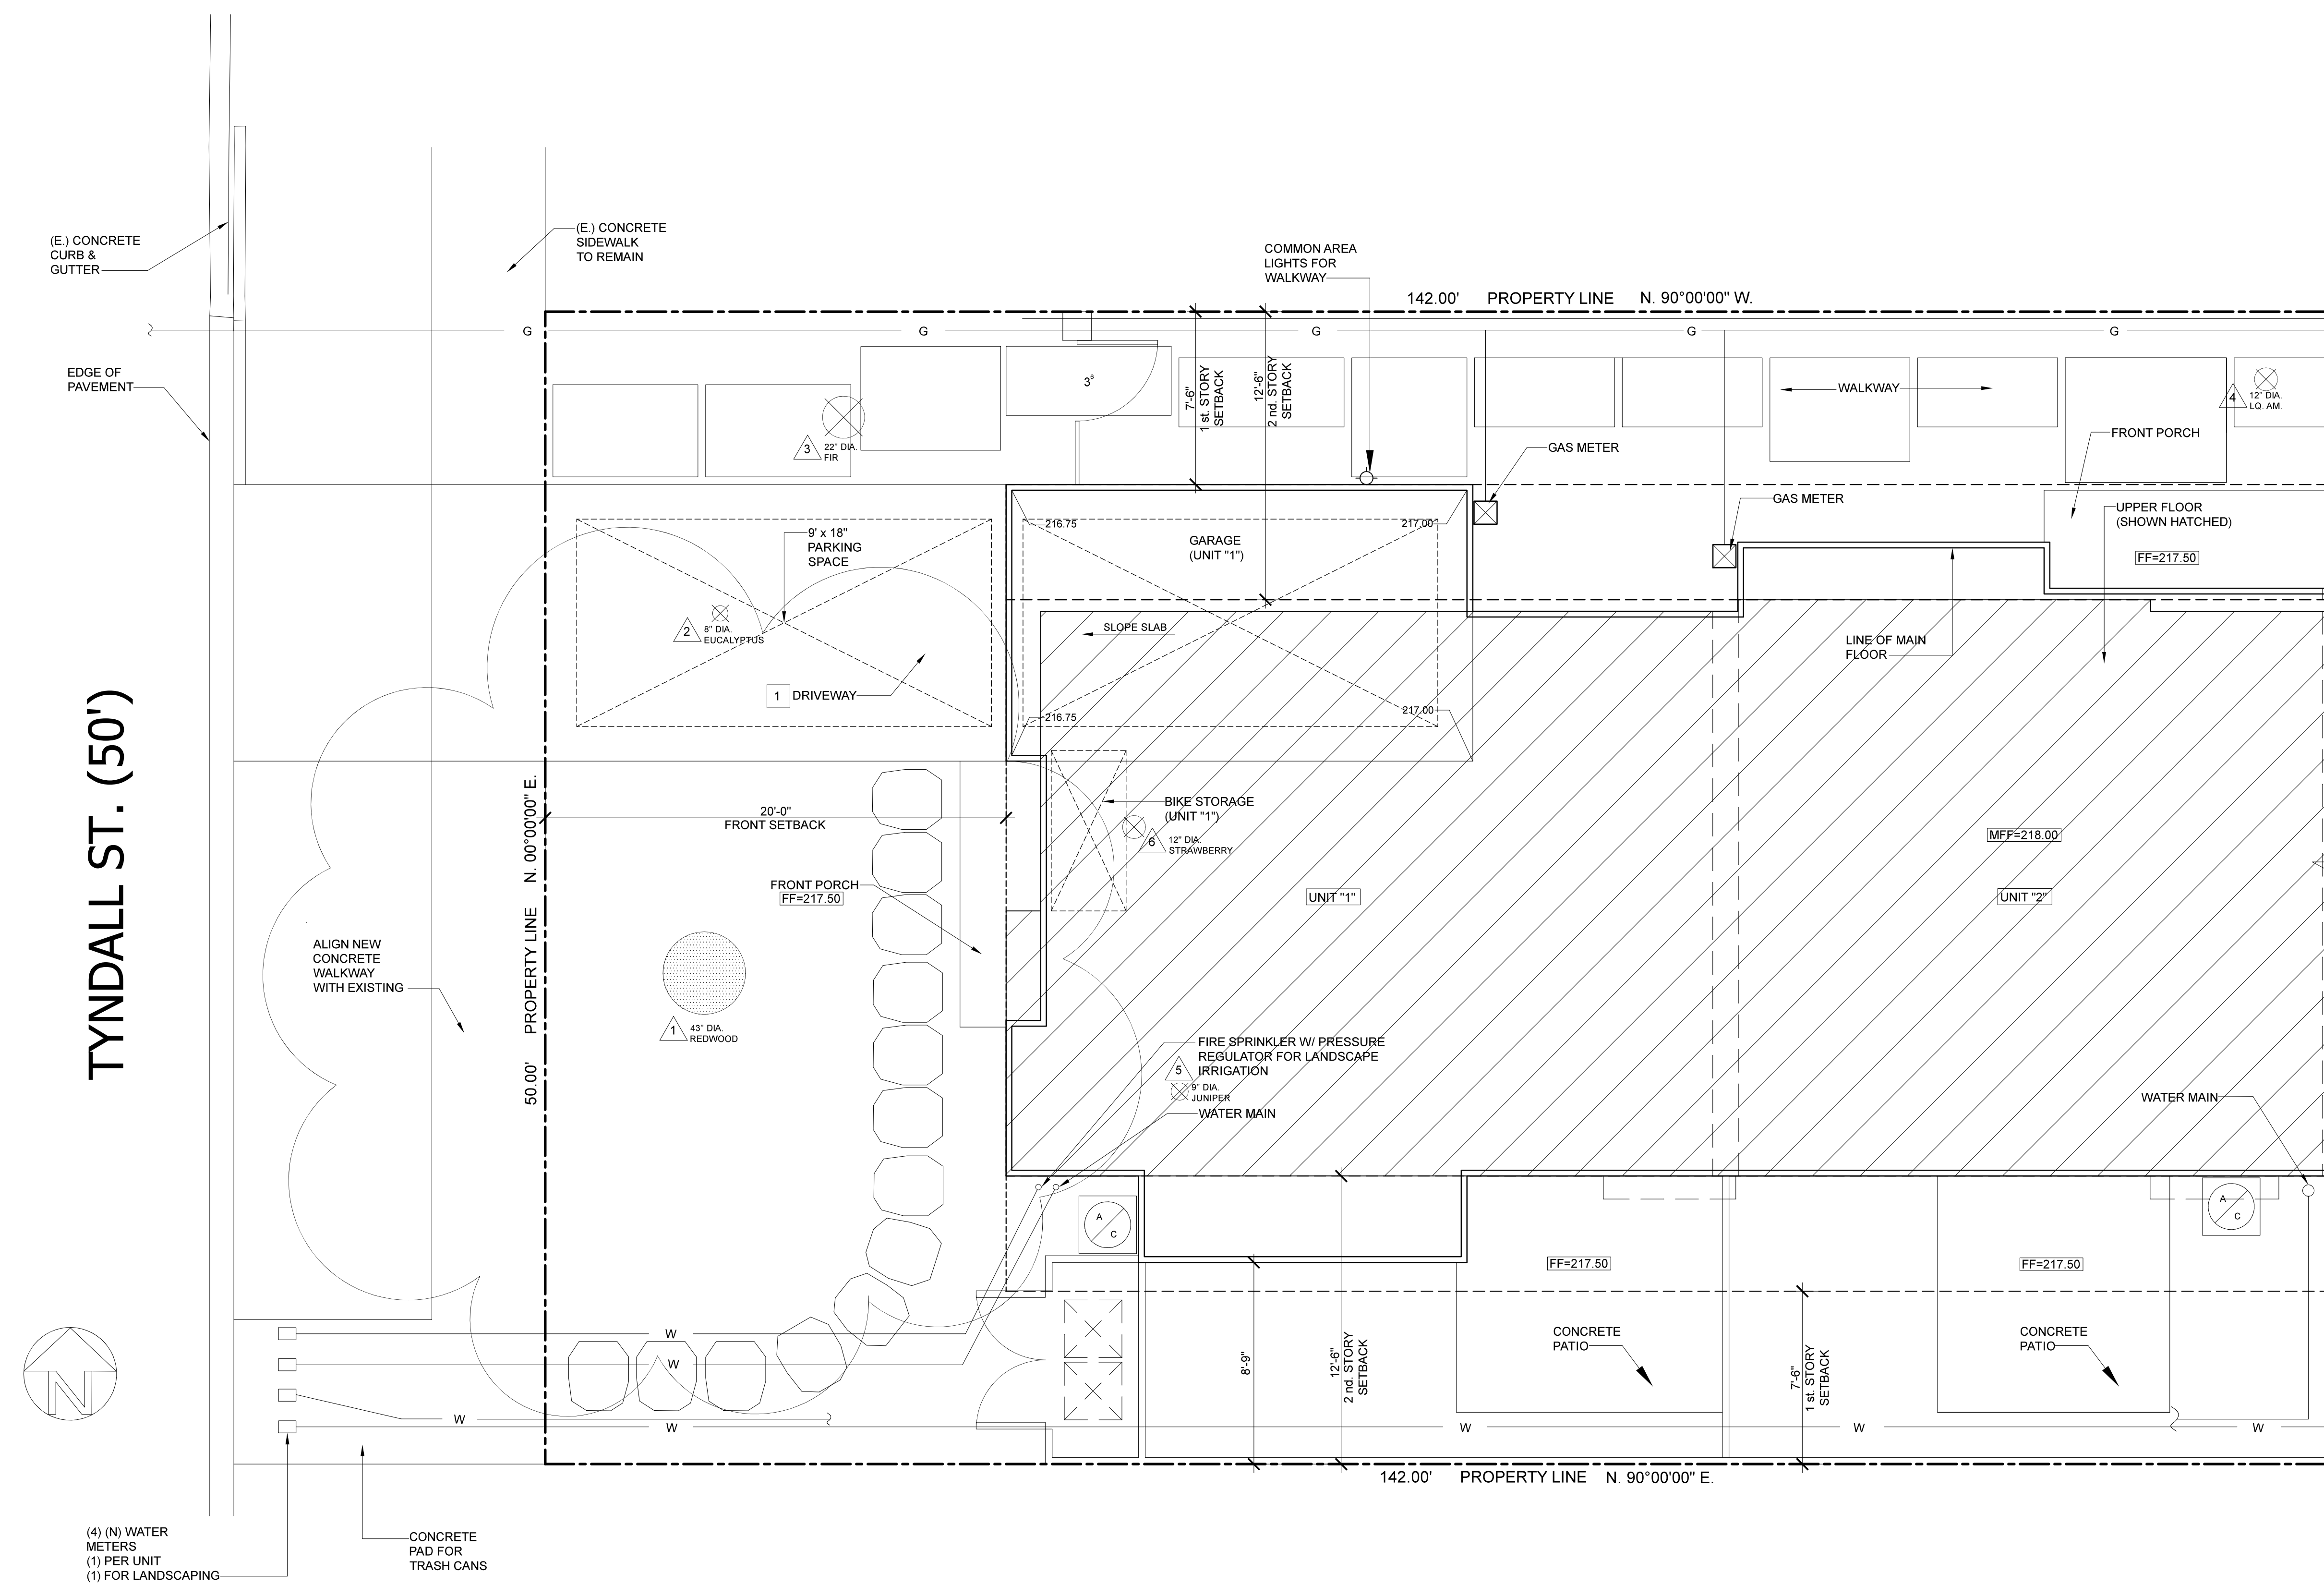 (E.) CONCRETE
CURB &
GUTTER
(E.) CONCRETE
SIDEWALK
TO REMAIN
COMMON AREA
LIGHTS FOR
WALKWAY
142.00' PROPERTY LINE N. 90°00'00" W.
G
G
G
G
G
EDGE OF
PAVEMENT
3⁶
7'-6"
1 st. STORY
SETBACK
12'-6"
2 nd. STORY
SETBACK
WALKWAY
4
12" DIA.
LQ. AM.
3
22" DIA.
FIR
GAS METER
FRONT PORCH
GAS METER
UPPER FLOOR
(SHOWN HATCHED)
FF=217.50
9' x 18"
PARKING
SPACE
216.75
GARAGE
(UNIT "1")
217.00
2
8" DIA.
EUCALYPTUS
SLOPE SLAB
LINE OF MAIN
FLOOR
1
DRIVEWAY
216.75
217.00
TYNDALL ST. (50')
50.00' PROPERTY LINE N. 00°00'00" E.
20'-0"
FRONT SETBACK
BIKE STORAGE
(UNIT "1")
6
12" DIA.
STRAWBERRY
MFF=218.00
FRONT PORCH
FF=217.50
UNIT "1"
UNIT "2"
ALIGN NEW
CONCRETE
WALKWAY
WITH EXISTING
1
43" DIA.
REDWOOD
FIRE SPRINKLER W/ PRESSURE
REGULATOR FOR LANDSCAPE
IRRIGATION
5
9" DIA.
JUNIPER
WATER MAIN
WATER MAIN
A
C
A
C
FF=217.50
FF=217.50
N
W
W
W
W
W
W
W
8'-9"
12'-6"
2 nd. STORY
SETBACK
CONCRETE
PATIO
7'-6"
1 st. STORY
SETBACK
CONCRETE
PATIO
142.00' PROPERTY LINE N. 90°00'00" E.
(4) (N) WATER
METERS
(1) PER UNIT
(1) FOR LANDSCAPING
CONCRETE
PAD FOR
TRASH CANS